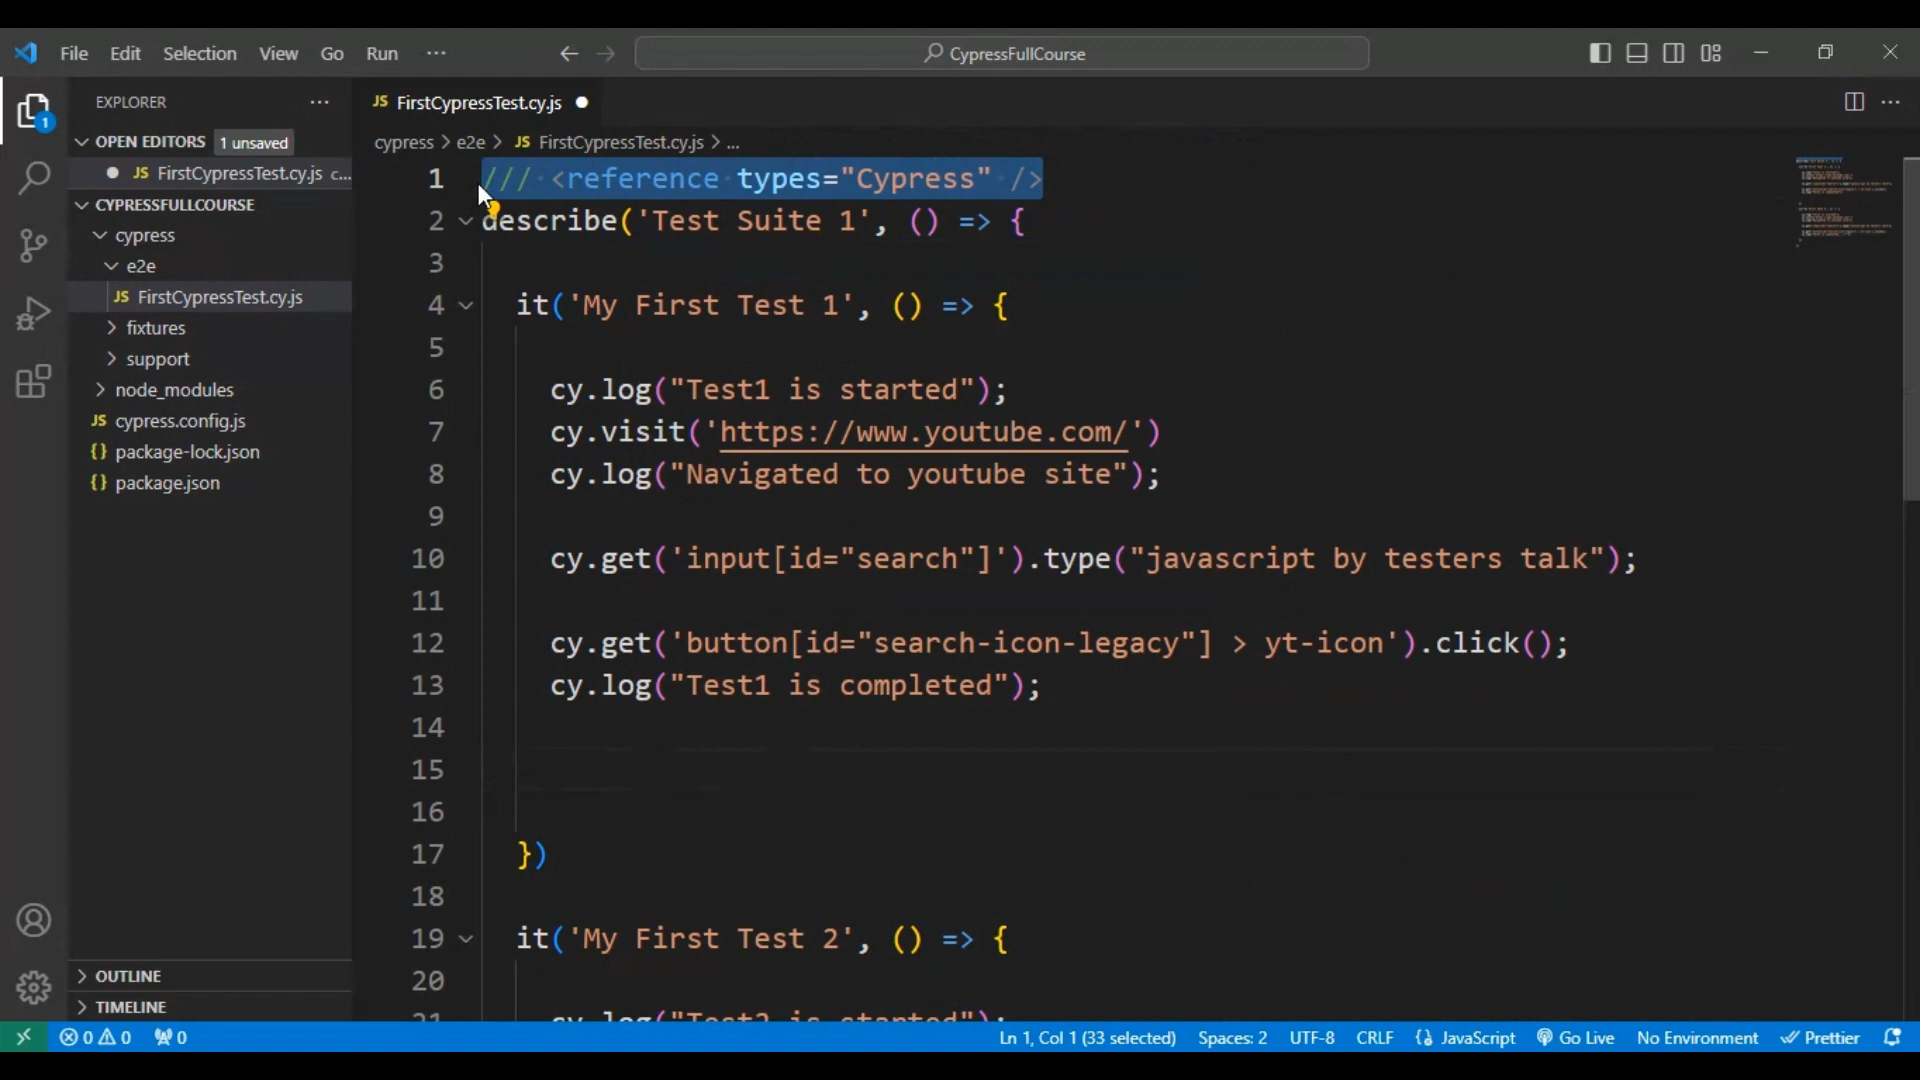 File Edit Selection View Go Run ··· CypressFullCourse
EXPLORER ···
JS FirstCypressTest.cy.js
OPEN EDITORS 1 unsaved
JS FirstCypressTest.cy.js c...
CYPRESSFULLCOURSE
cypress
e2e
JS FirstCypressTest.cy.js
fixtures
support
node_modules
JS cypress.config.js
{} package-lock.json
{} package.json
OUTLINE
TIMELINE
cypress > e2e > JS FirstCypressTest.cy.js > ...
1 /// <reference types="Cypress" />
2 describe('Test Suite 1', () => {
3
4 it('My First Test 1', () => {
5
6 cy.log("Test1 is started");
7 cy.visit('https://www.youtube.com/')
8 cy.log("Navigated to youtube site");
9
10 cy.get('input[id="search"]').type("javascript by testers talk");
11
12 cy.get('button[id="search-icon-legacy"] > yt-icon').click();
13 cy.log("Test1 is completed");
14
15
16
17 })
18
19 it('My First Test 2', () => {
20
21 cy.log("Test2 is started");
0 0 0 Ln 1, Col 1 (33 selected) Spaces: 2 UTF-8 CRLF {} JavaScript Go Live No Environment Prettier